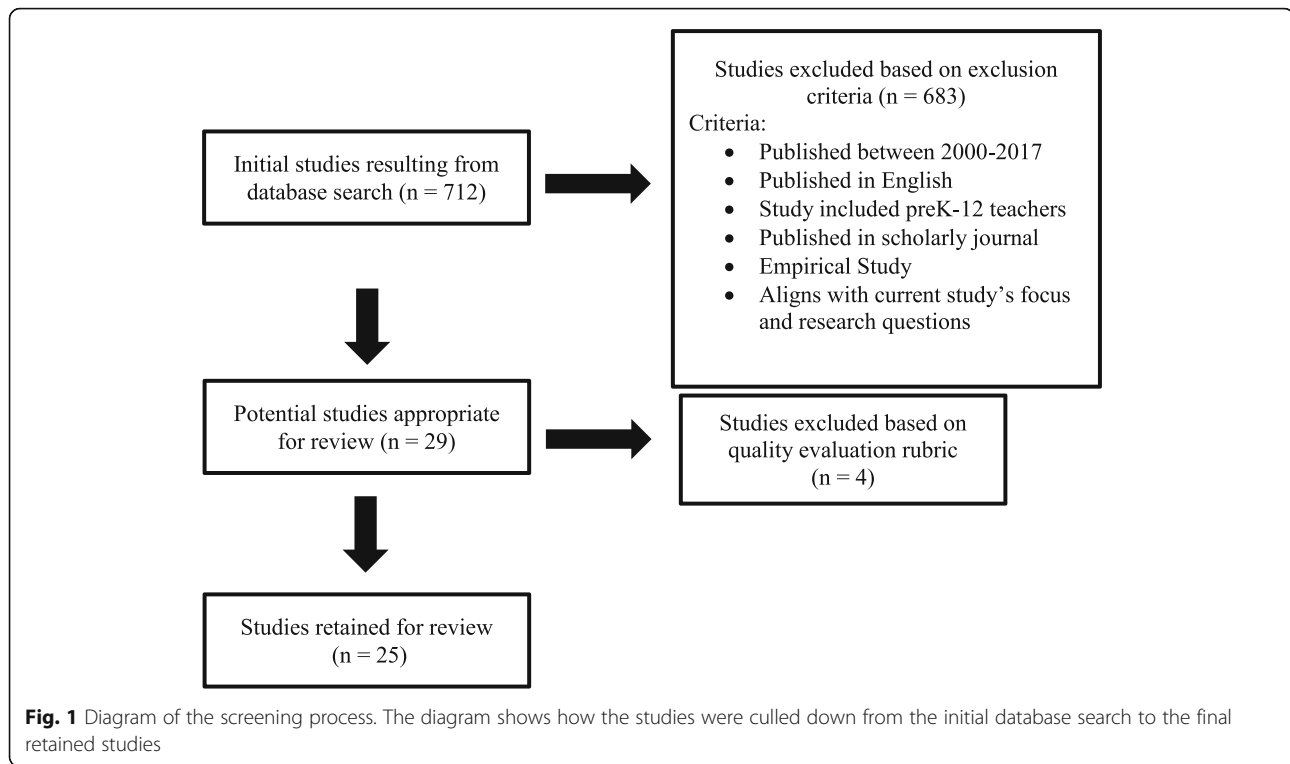 Initial studies resulting from
database search (n = 712)
Studies excluded based on exclusion
criteria (n = 683)
Criteria:
• Published between 2000-2017
• Published in English
• Study included preK-12 teachers
• Published in scholarly journal
• Empirical Study
• Aligns with current study's focus
and research questions
Potential studies appropriate
for review (n = 29)
Studies excluded based on
quality evaluation rubric
(n = 4)
Studies retained for review
(n = 25)
Fig. 1 Diagram of the screening process. The diagram shows how the studies were culled down from the initial database search to the final
retained studies